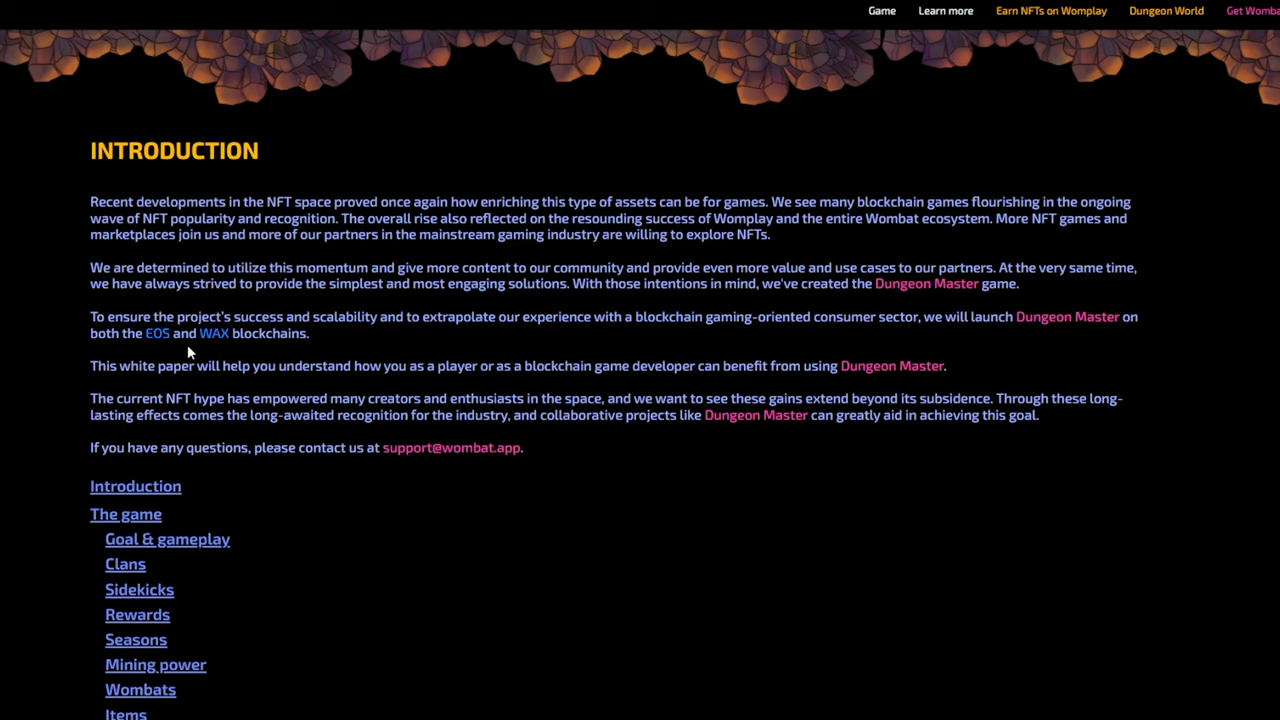 Game Learn more Earn NFTs on Womplay Dungeon World Get Womba
INTRODUCTION
Recent developments in the NFT space proved once again how enriching this type of assets can be for games. We see many blockchain games flourishing in the ongoing
wave of NFT popularity and recognition. The overall rise also reflected on the resounding success of Womplay and the entire Wombat ecosystem. More NFT games and
marketplaces join us and more of our partners in the mainstream gaming industry are willing to explore NFTs.
We are determined to utilize this momentum and give more content to our community and provide even more value and use cases to our partners. At the very same time,
we have always strived to provide the simplest and most engaging solutions. With those intentions in mind, we've created the Dungeon Master game.
To ensure the project's success and scalability and to extrapolate our experience with a blockchain gaming-oriented consumer sector, we will launch Dungeon Master on
both the EOS and WAX blockchains.
This white paper will help you understand how you as a player or as a blockchain game developer can benefit from using Dungeon Master.
The current NFT hype has empowered many creators and enthusiasts in the space, and we want to see these gains extend beyond its subsidence. Through these long-
lasting effects comes the long-awaited recognition for the industry, and collaborative projects like Dungeon Master can greatly aid in achieving this goal.
If you have any questions, please contact us at support@wombat.app.
Introduction
The game
Goal & gameplay
Clans
Sidekicks
Rewards
Seasons
Mining power
Wombats
Items